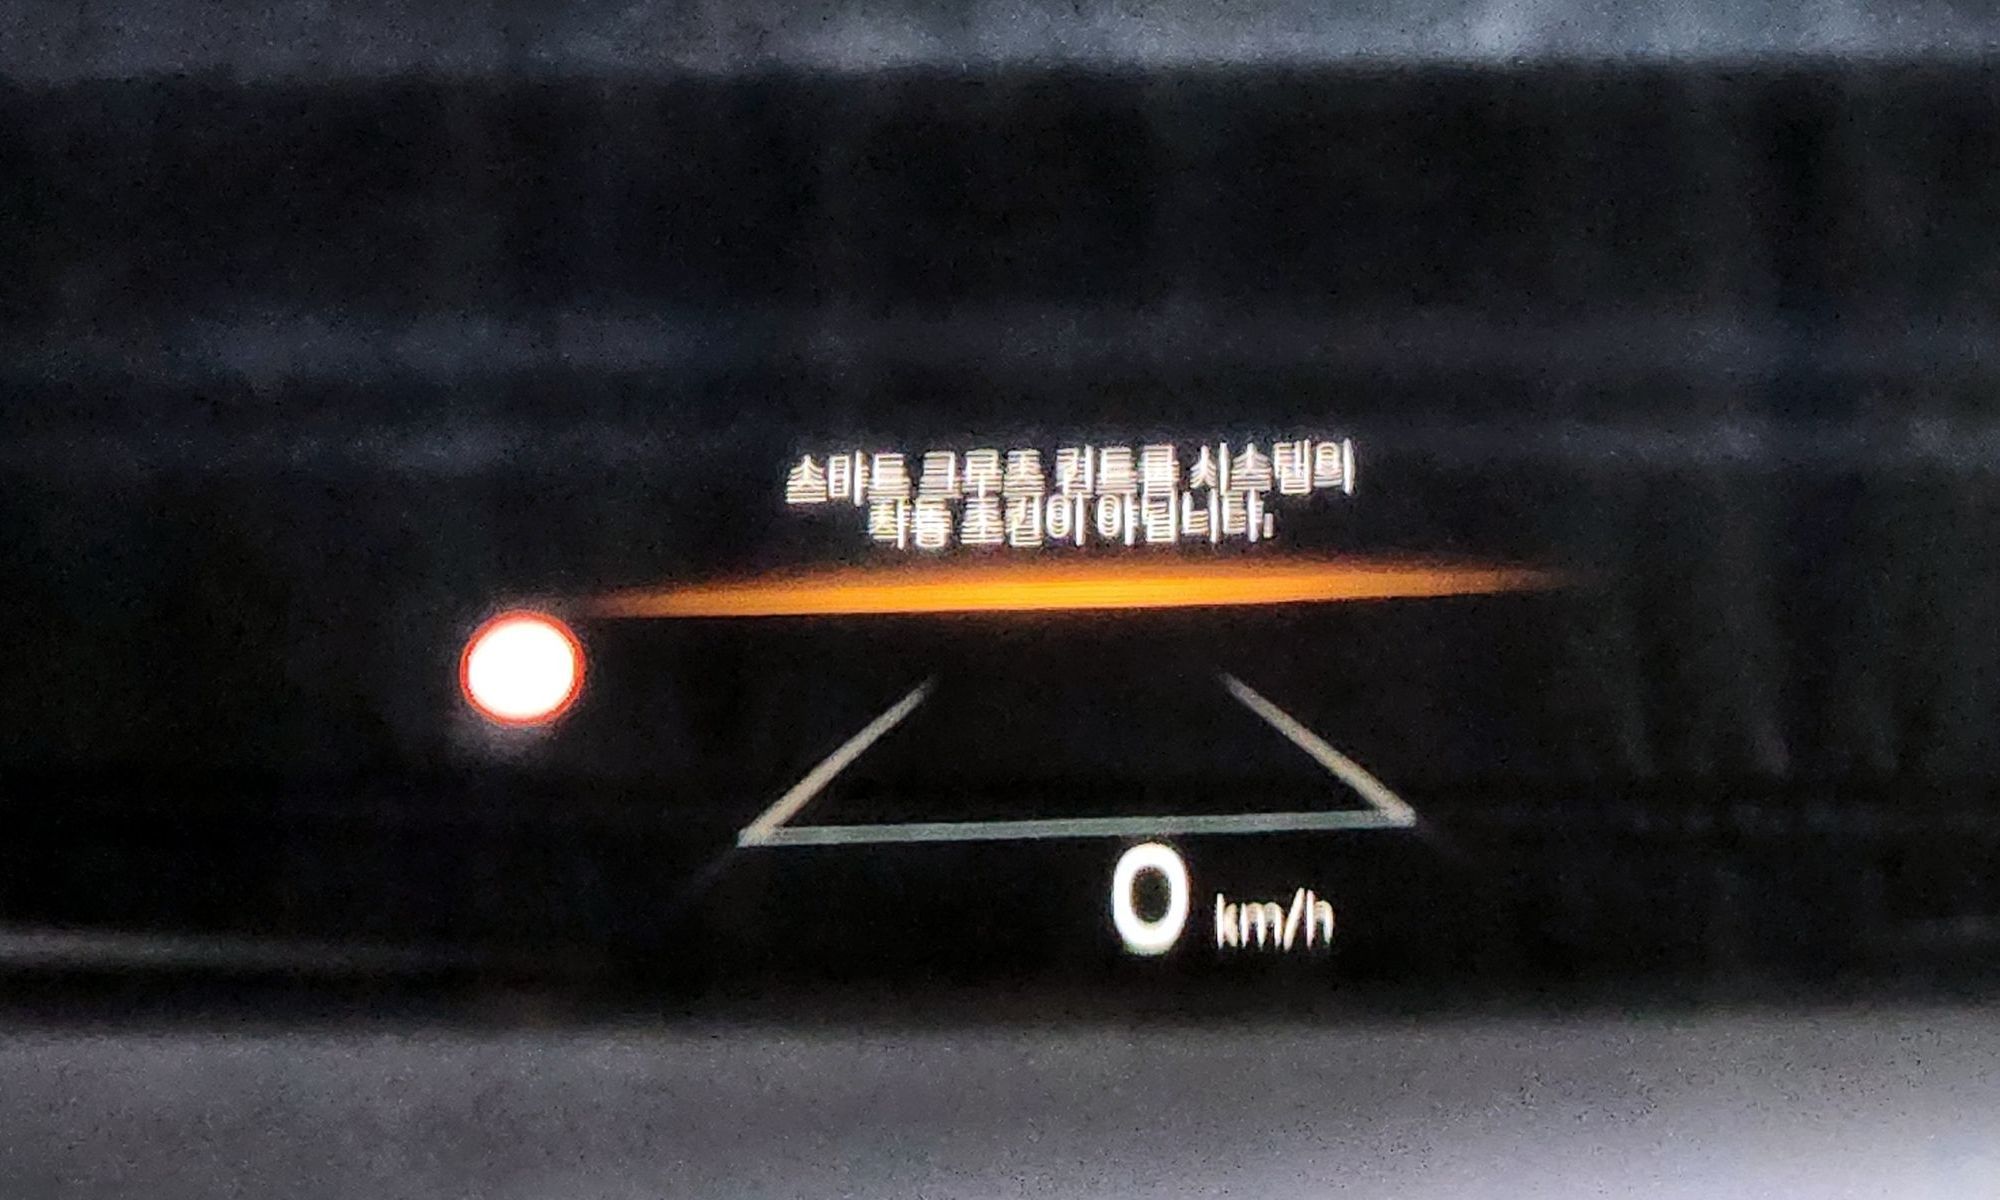 스마트 크루즈 컨트롤 시스템의
작동 조건이 아닙니다.
0 km/h